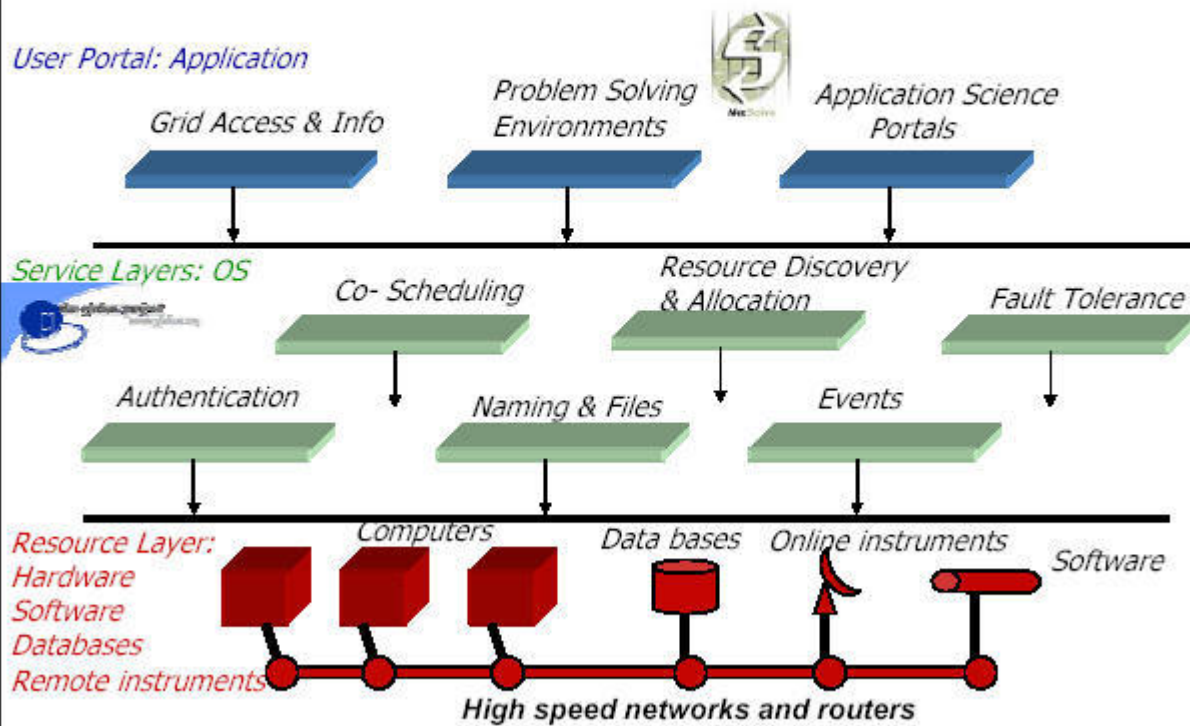 User Portal: Application
Grid Access & Info
Problem Solving
Environments
Application Science
Portals
Service Layers: OS
Co- Scheduling
Resource Discovery
& Allocation
Fault Tolerance
Authentication
Naming & Files
Events
Resource Layer:
Hardware
Software
Databases
Remote instruments
Computers
Data bases
Online instruments
Software
High speed networks and routers